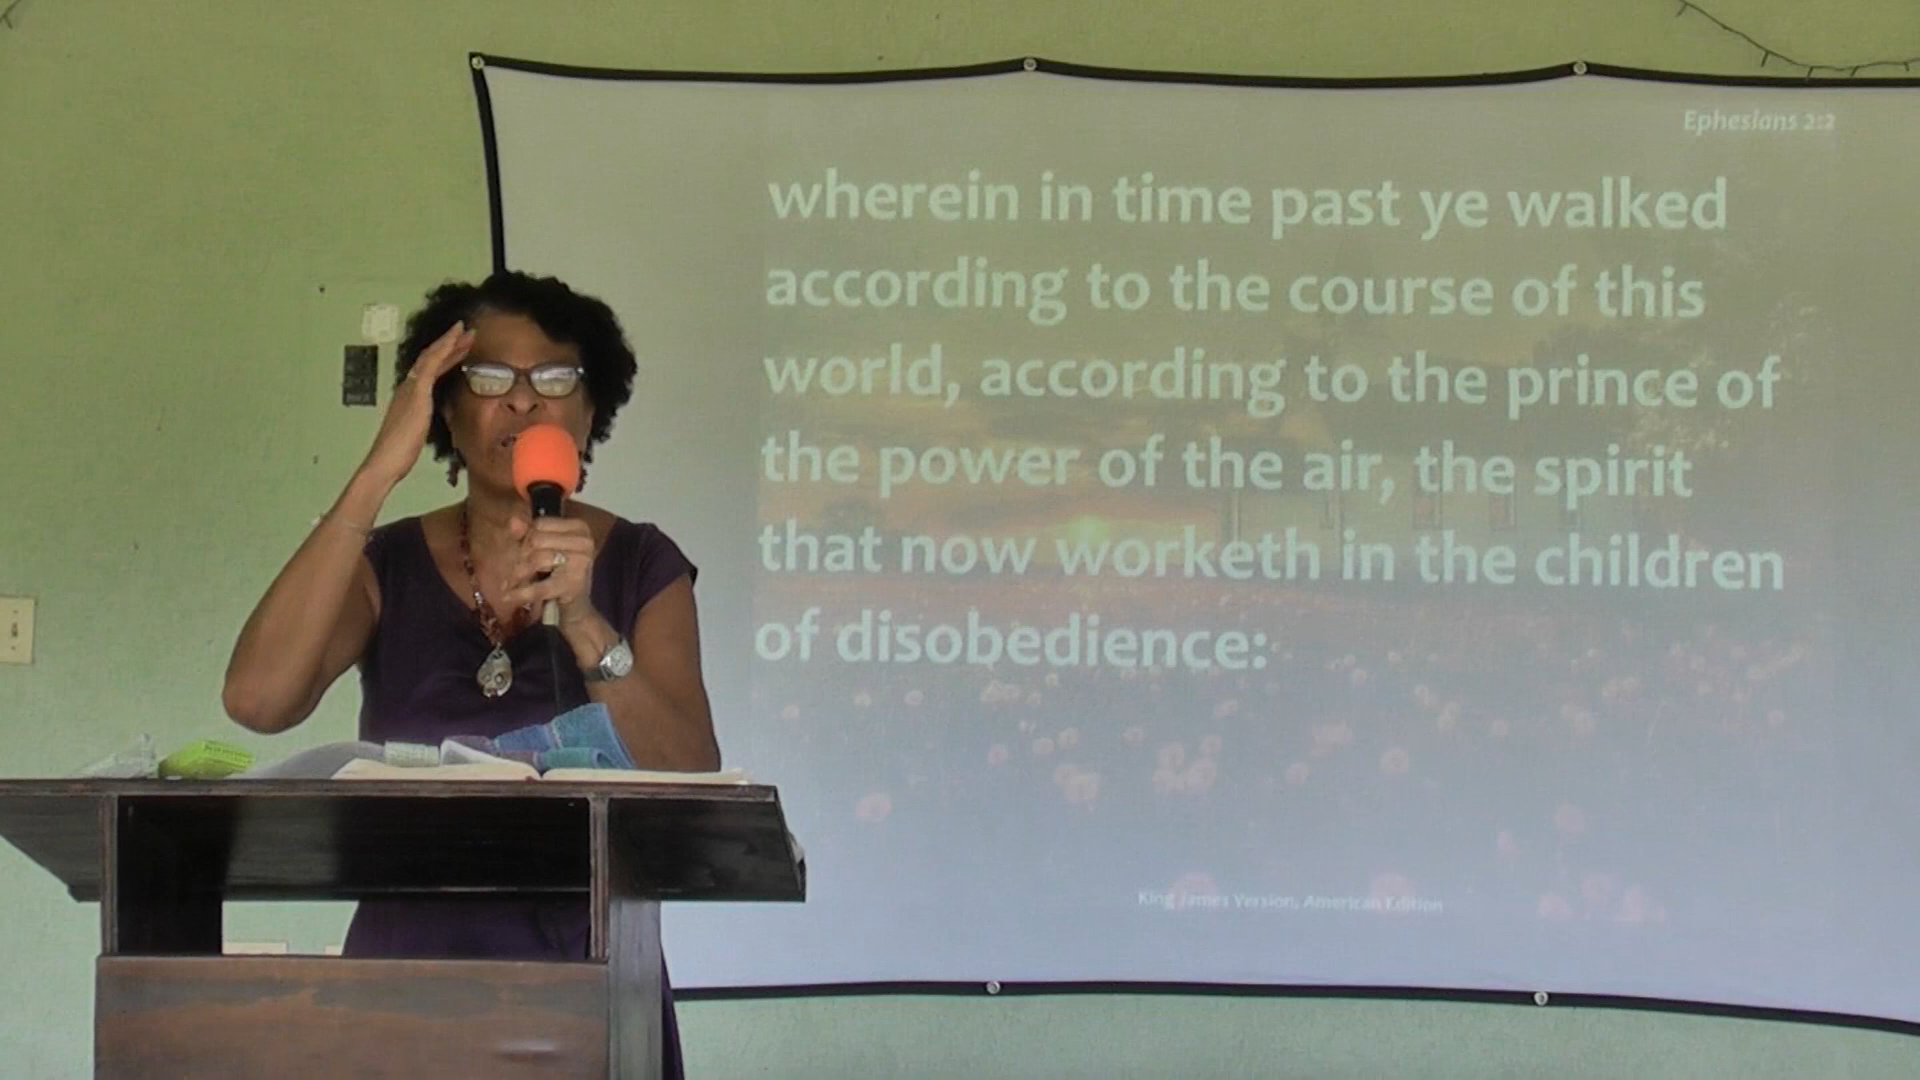 Ephesians 2:2
wherein in time past ye walked
according to the course of this
world, according to the prince of
the power of the air, the spirit
that now worketh in the children
of disobedience:
King James Version, American Edition